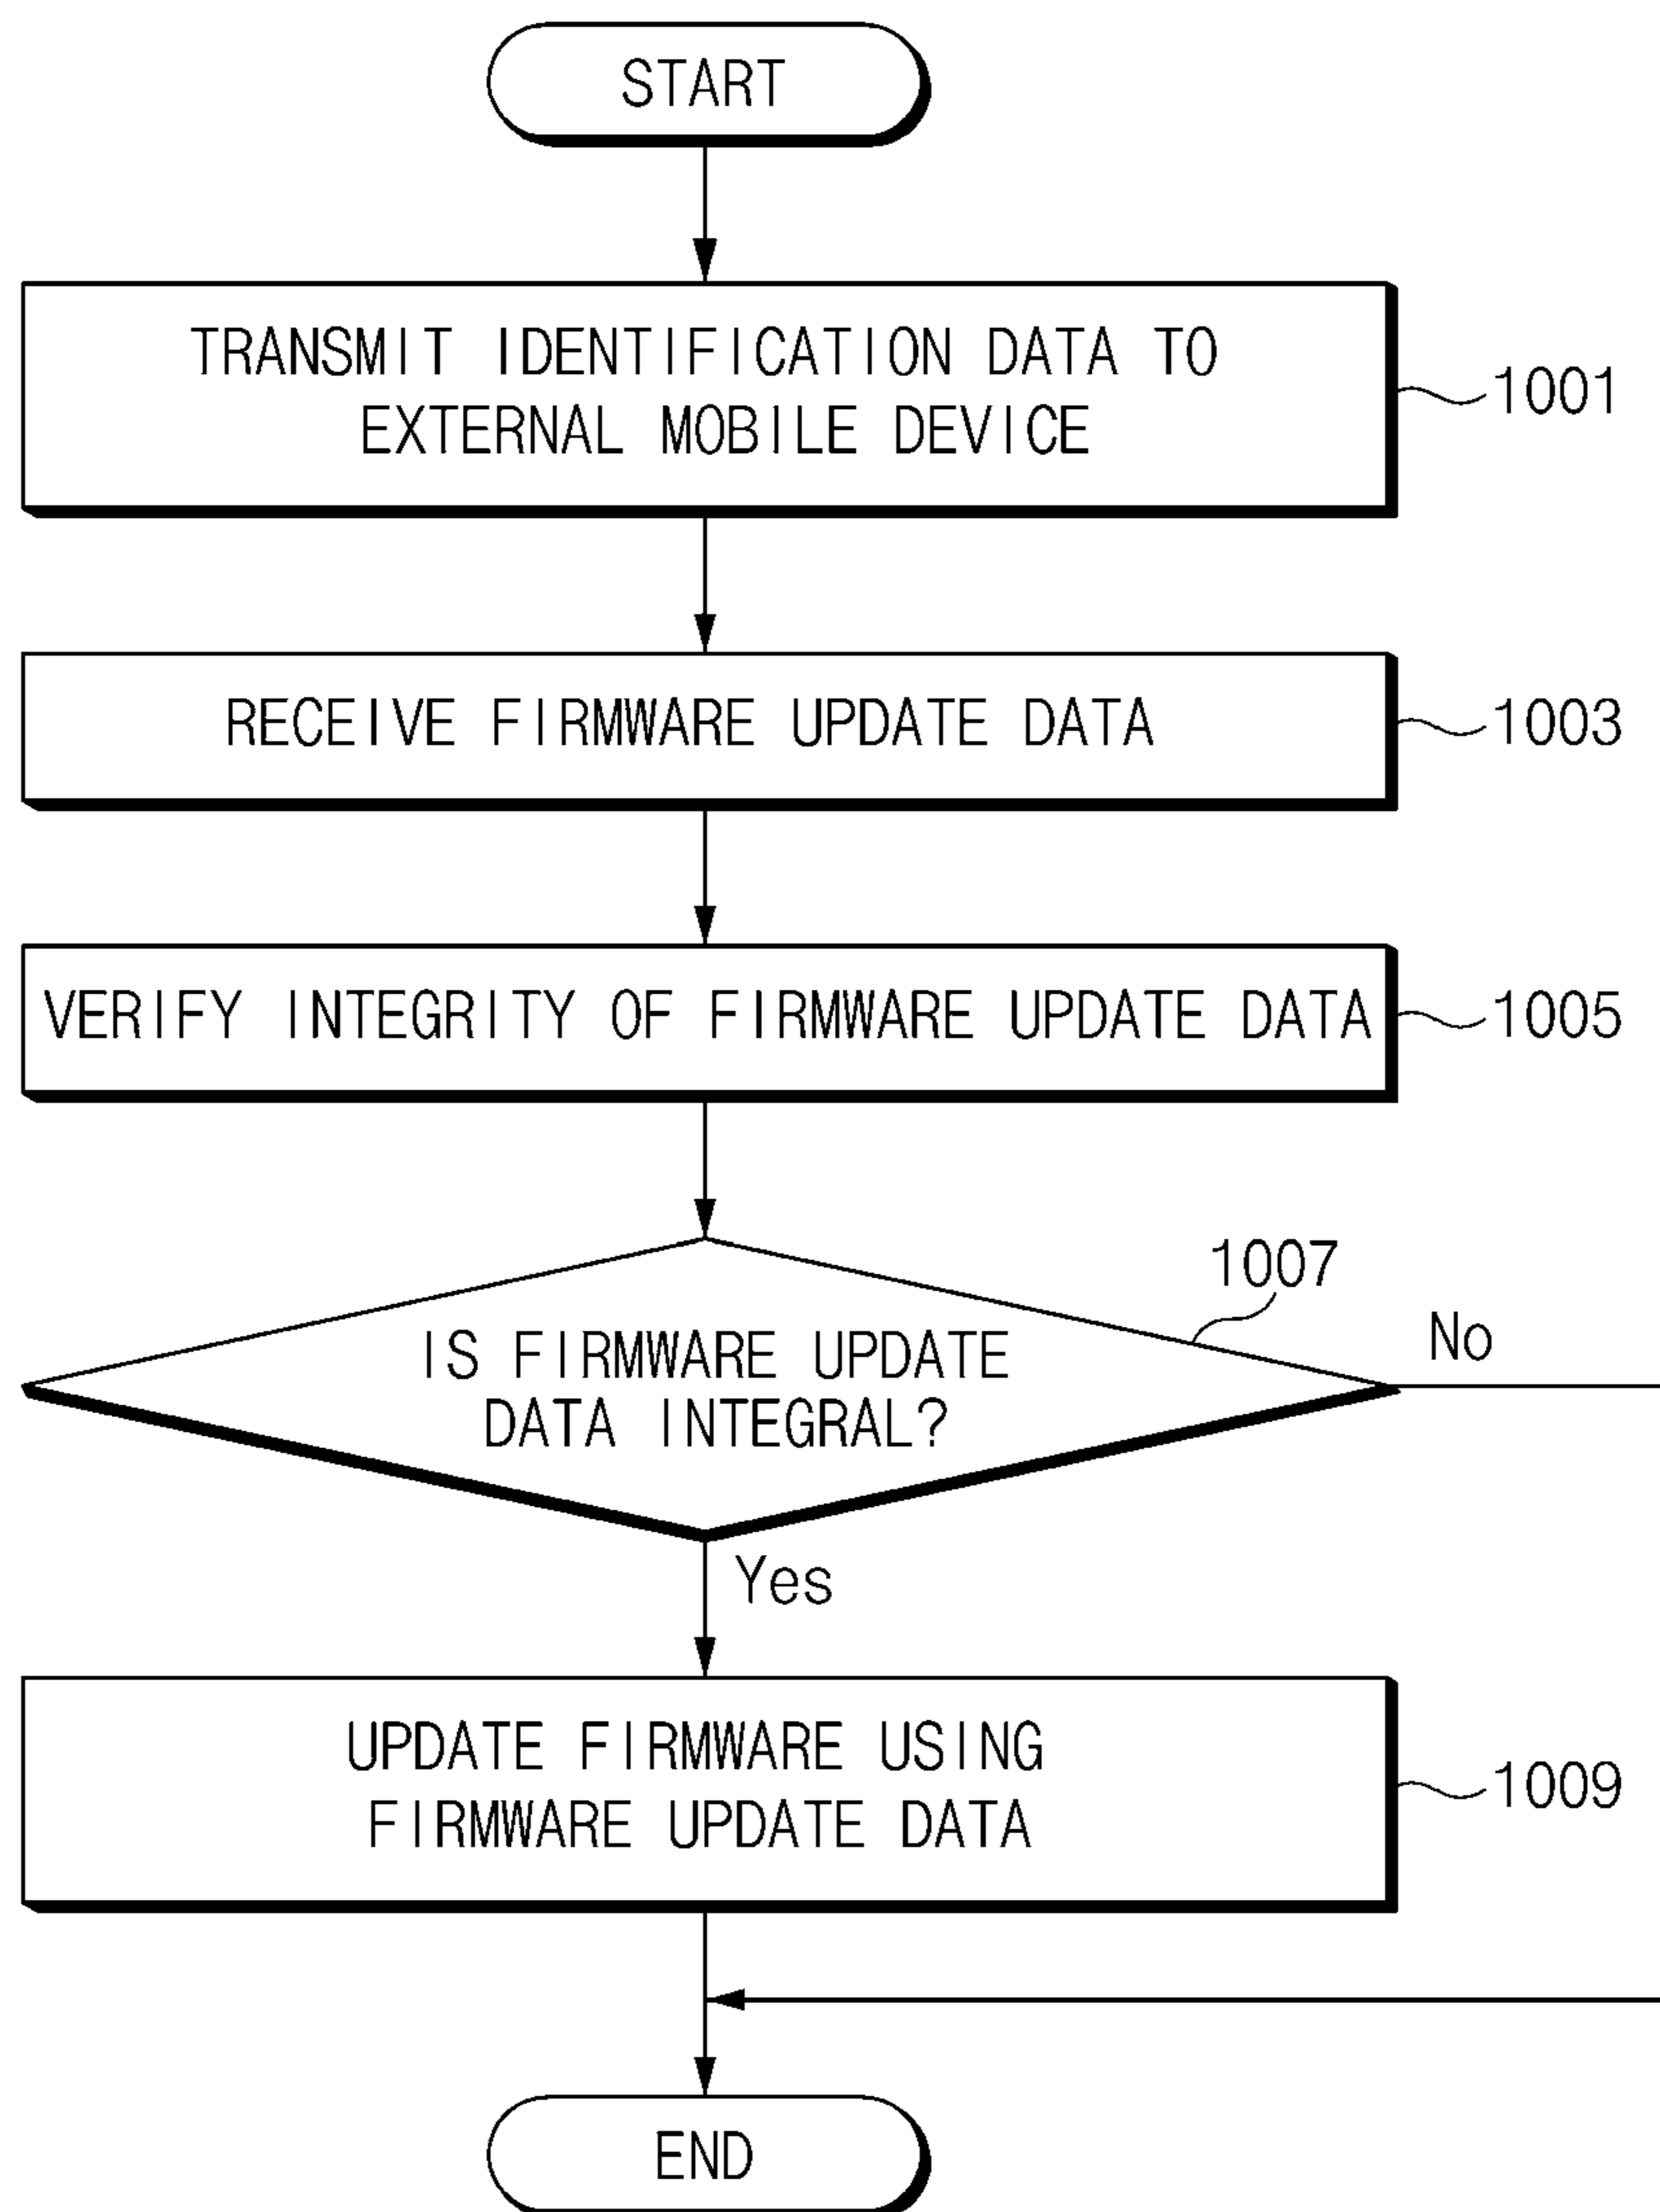 START
TRANSMIT IDENTIFICATION DATA TO
EXTERNAL MOBILE DEVICE
1001
RECEIVE FIRMWARE UPDATE DATA
1003
VERIFY INTEGRITY OF FIRMWARE UPDATE DATA
1005
1007
No
IS FIRMWARE UPDATE
DATA INTEGRAL?
Yes
UPDATE FIRMWARE USING
FIRMWARE UPDATE DATA
1009
END